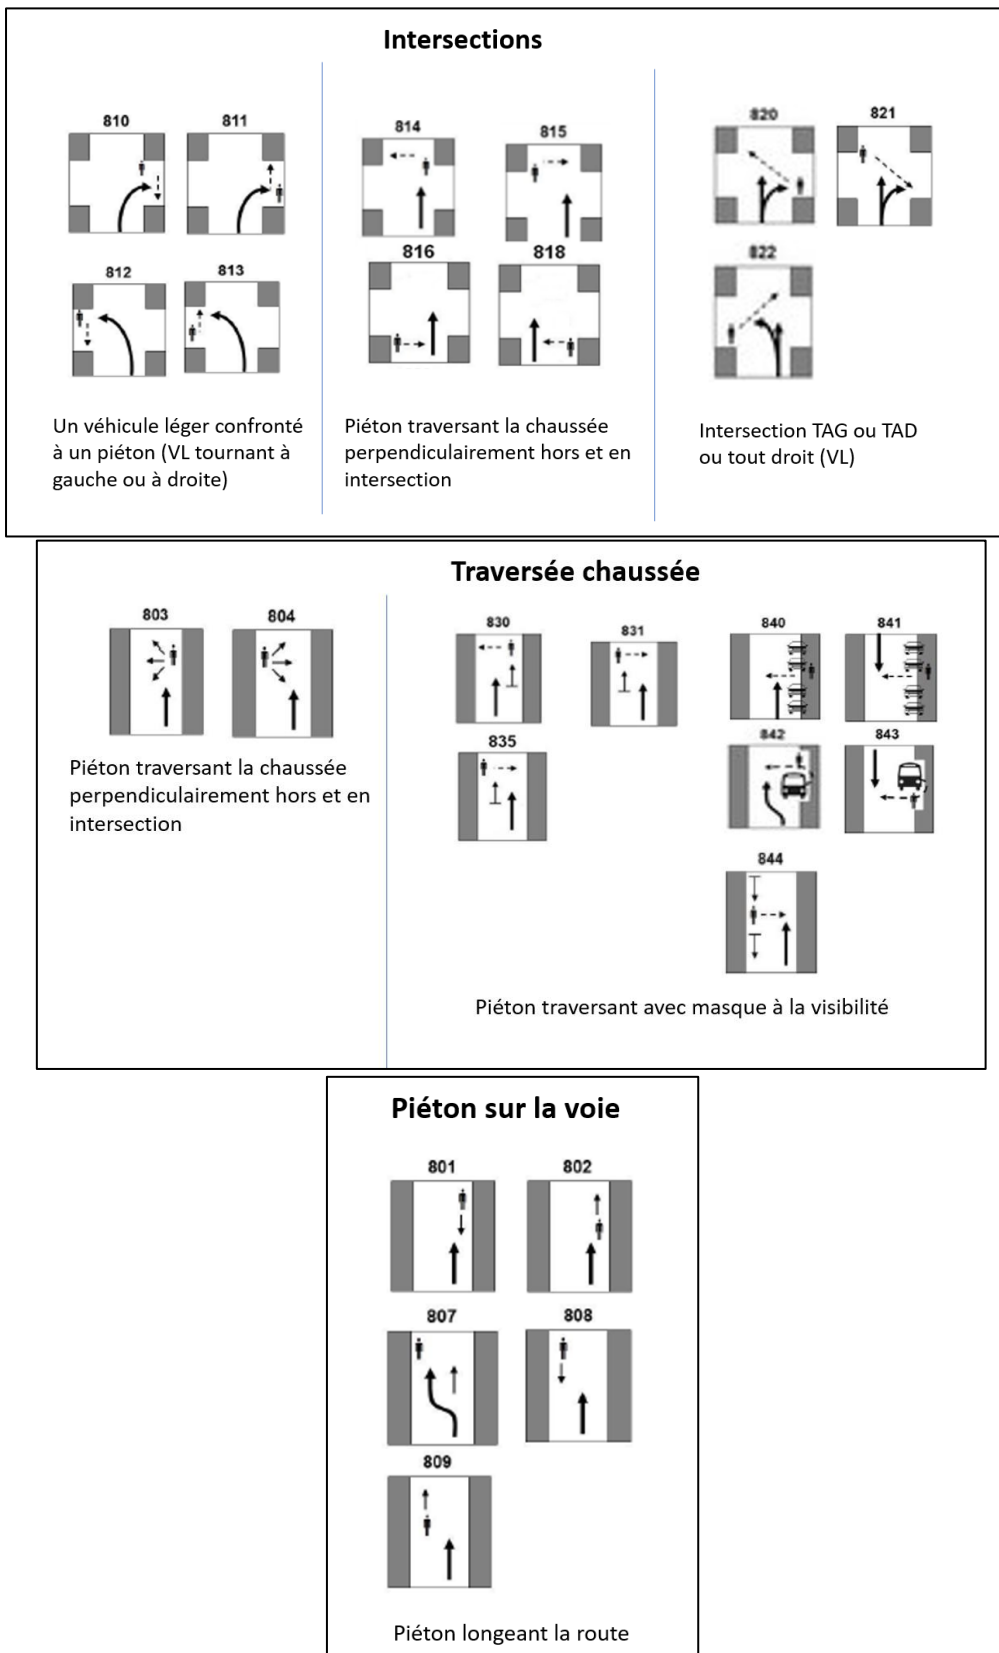 Intersections
810 811
812 813
Un véhicule léger confronté
à un piéton (VL tournant à
gauche ou à droite)
814 815
816 818
Piéton traversant la chaussée
perpendiculairement hors et en
intersection
820 821
822
Intersection TAG ou TAD
ou tout droit (VL)
Traversée chaussée
803 804
Piéton traversant la chaussée
perpendiculairement hors et en
intersection
830 831
835
840 841
842 843
844
Piéton traversant avec masque à la visibilité
Piéton sur la voie
801 802
807 808
809
Piéton longeant la route